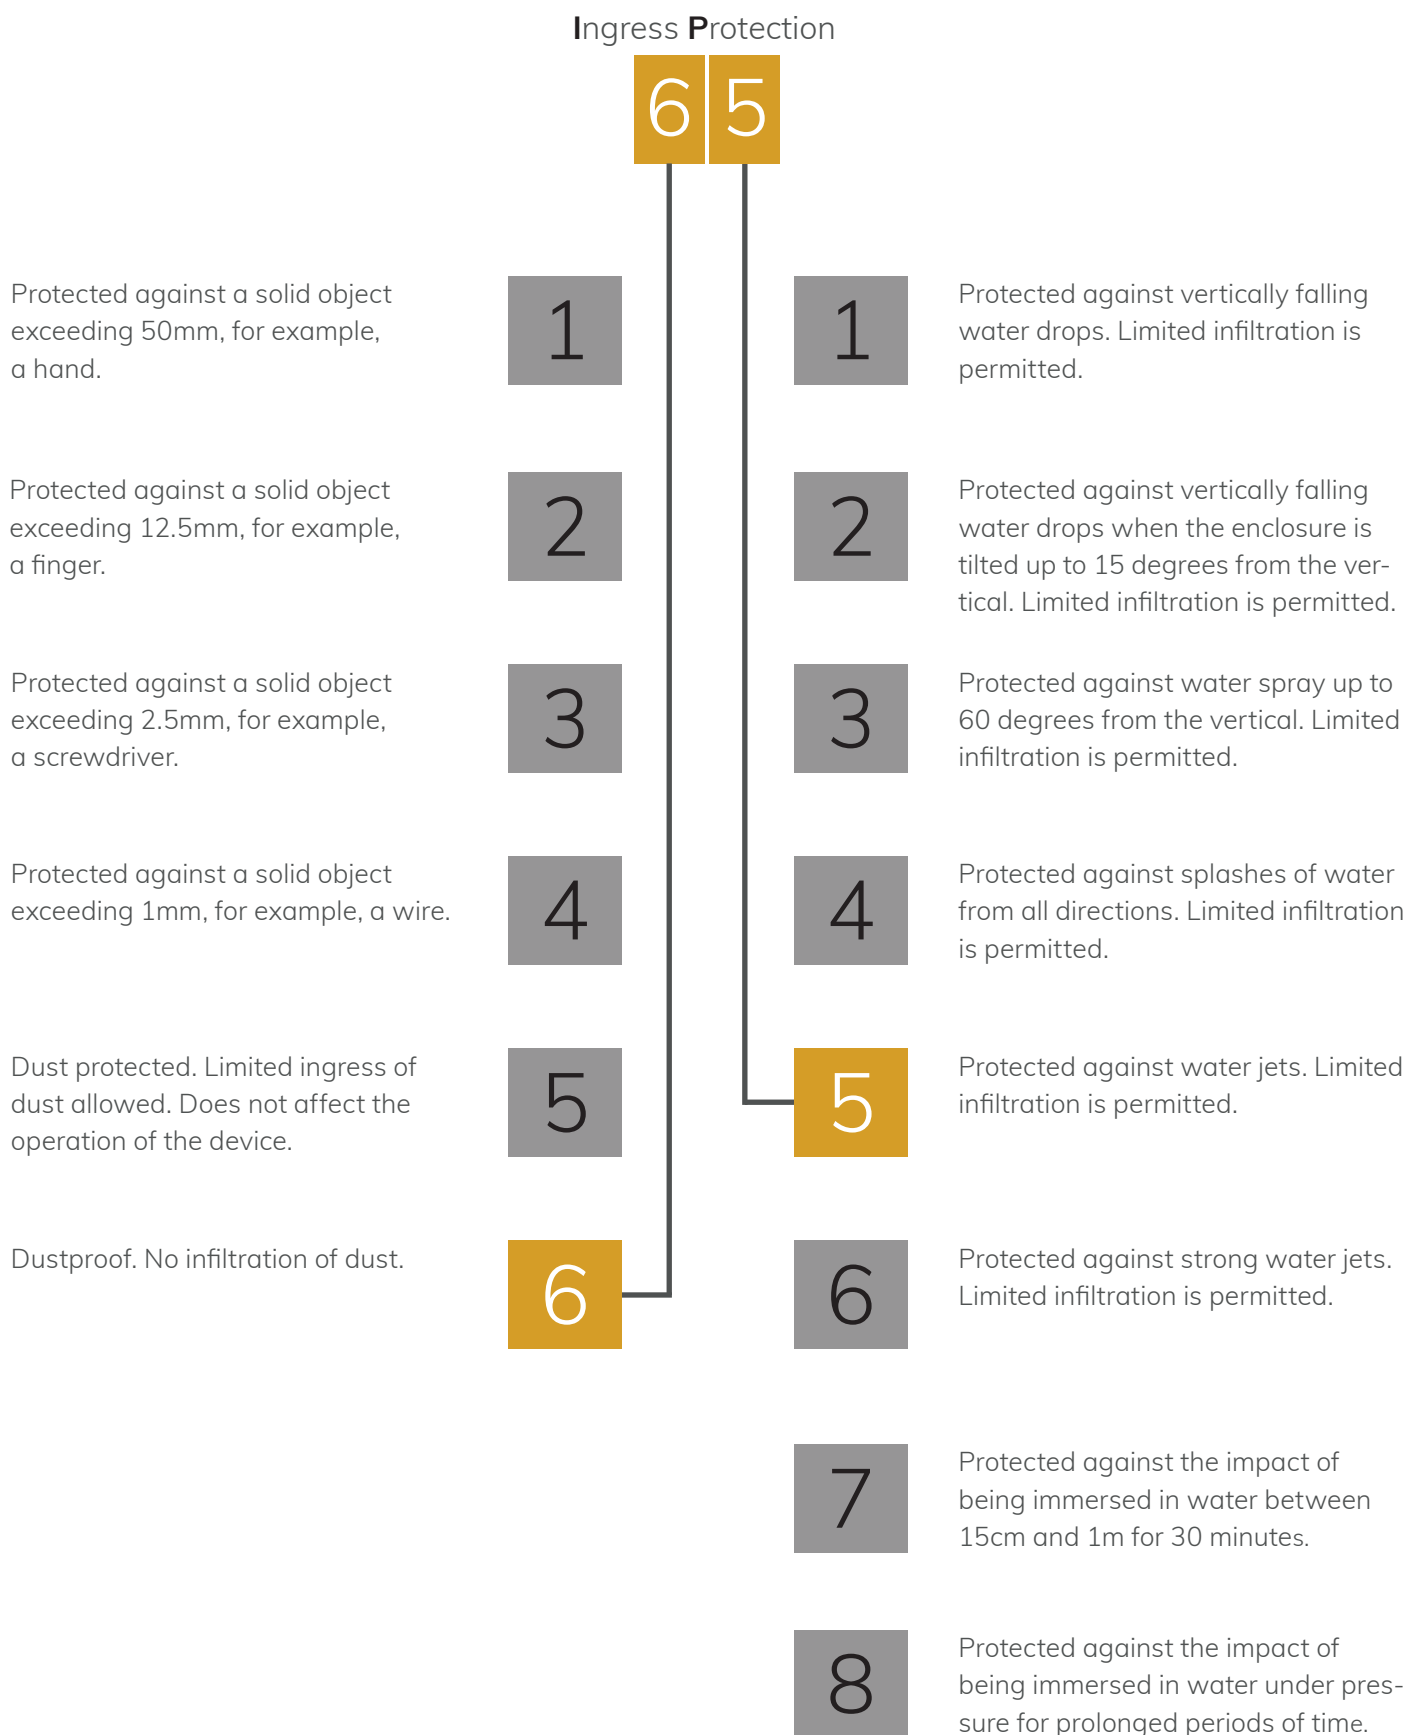 Ingress Protection
6 5
Protected against a solid object
exceeding 50mm, for example,
a hand.
1
1
Protected against vertically falling
water drops. Limited infiltration is
permitted.
Protected against a solid object
exceeding 12.5mm, for example,
a finger.
2
2
Protected against vertically falling
water drops when the enclosure is
tilted up to 15 degrees from the ver-
tical. Limited infiltration is permitted.
Protected against a solid object
exceeding 2.5mm, for example,
a screwdriver.
3
3
Protected against water spray up to
60 degrees from the vertical. Limited
infiltration is permitted.
Protected against a solid object
exceeding 1mm, for example, a wire.
4
4
Protected against splashes of water
from all directions. Limited infiltration
is permitted.
Dust protected. Limited ingress of
dust allowed. Does not affect the
operation of the device.
5
5
Protected against water jets. Limited
infiltration is permitted.
Dustproof. No infiltration of dust.
6
6
Protected against strong water jets.
Limited infiltration is permitted.
7
Protected against the impact of
being immersed in water between
15cm and 1m for 30 minutes.
8
Protected against the impact of
being immersed in water under pres-
sure for prolonged periods of time.